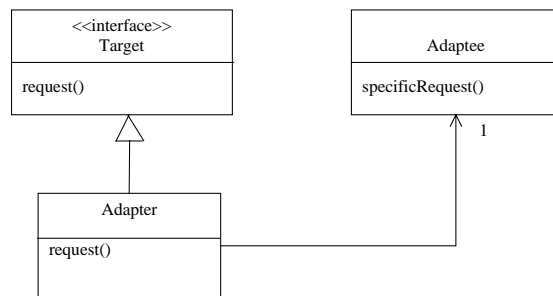 <<interface>>
Target
request()
Adaptee
specificRequest()
1
Adapter
request()